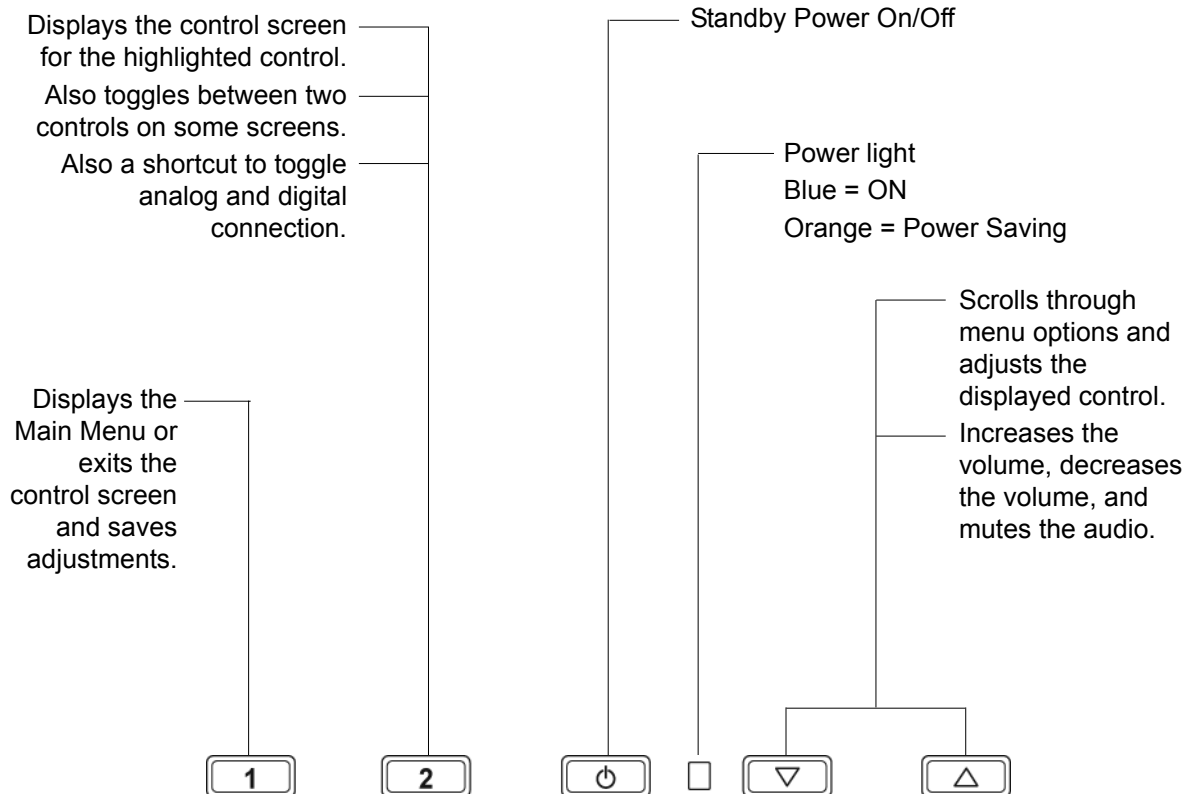 Displays the control screen
for the highlighted control.
Also toggles between two
controls on some screens.
Also a shortcut to toggle
analog and digital
connection.
Standby Power On/Off
Power light
Blue = ON
Orange = Power Saving
Scrolls through
menu options and
adjusts the
displayed control.
Increases the
volume, decreases
the volume, and
mutes the audio.
Displays the
Main Menu or
exits the
control screen
and saves
adjustments.
1
2